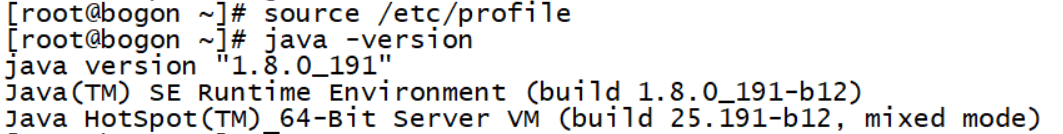 [root@bogon ~]# source /etc/profile
[root@bogon ~]# java -version
java version "1.8.0_191"
Java(TM) SE Runtime Environment (build 1.8.0_191-b12)
Java HotSpot(TM) 64-Bit Server VM (build 25.191-b12, mixed mode)